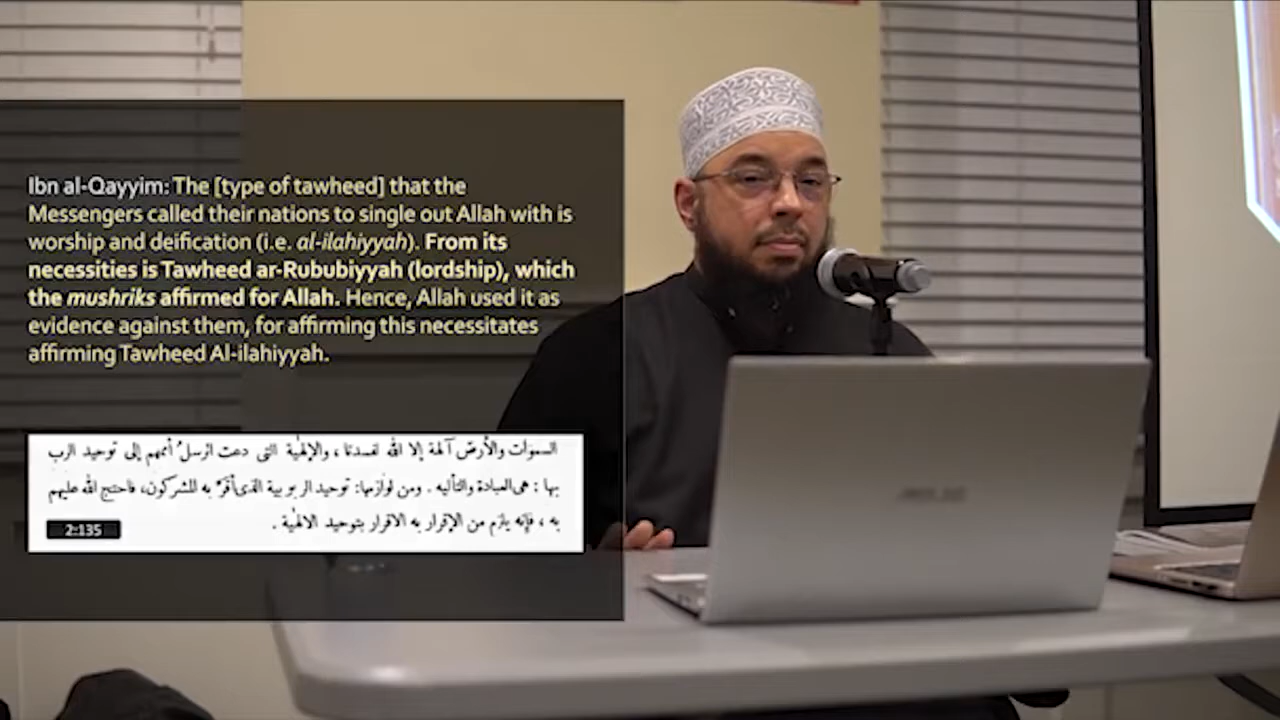 Ibn al-Qayyim: The [type of tawheed] that the
Messengers called their nations to single out Allah with is
worship and deification (i.e. al-ilahiyyah). From its
necessities is Tawheed ar-Rububiyyah (lordship), which
the mushriks affirmed for Allah. Hence, Allah used it as
evidence against them, for affirming this necessitates
affirming Tawheed Al-ilahiyyah.
السموات والأرض آلهة إلا الله لفسدتا ، والإلهية التى دعت الرسل أممهم إلى توحيد الرب
بها : هى العبادة والتأليه . ومن لوازمها: توحيد الربوبية الذى أقرّ به المشركون، فاحتج الله عليهم
به ، فإنه يلزم من الإقرار به الاقرار بتوحيد الالهية .
2:135